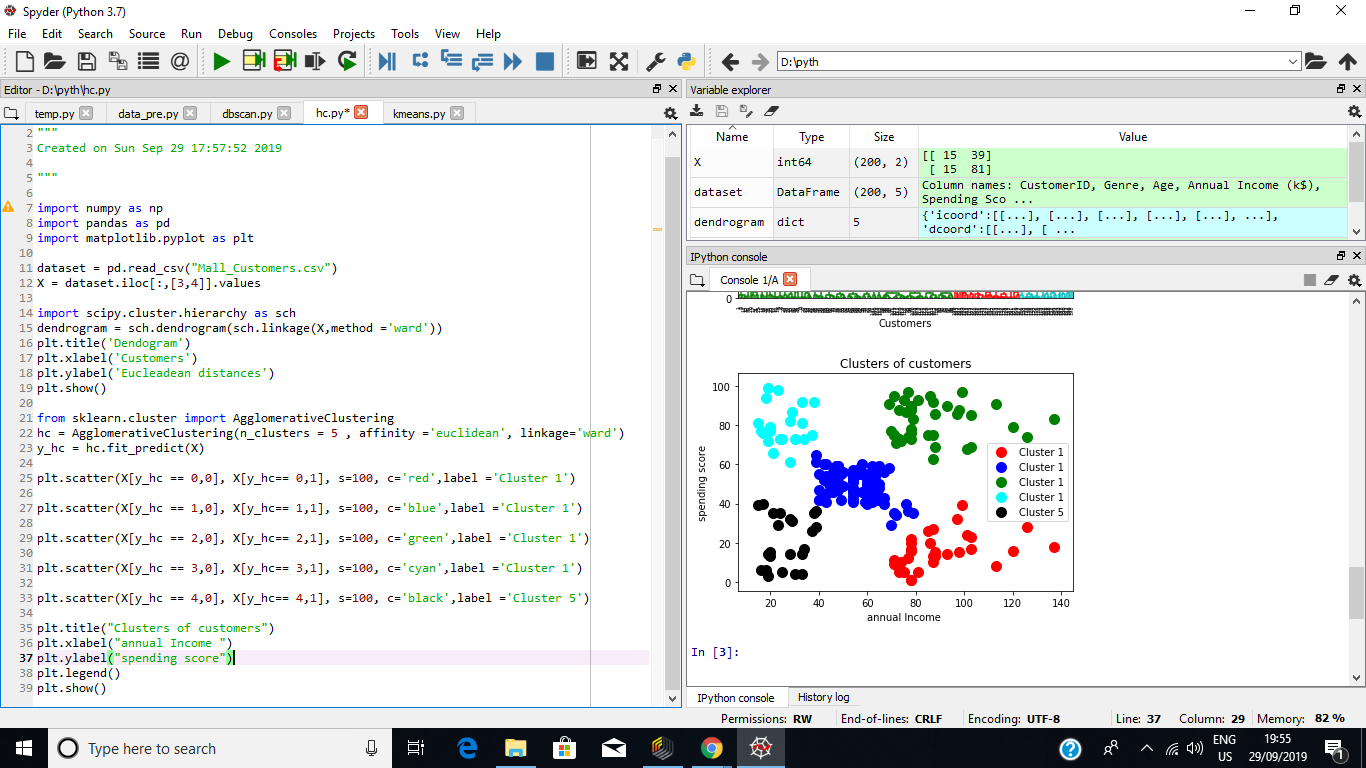 Spyder (Python 3.7)
File Edit Search Source Run Debug Consoles Projects Tools View Help
D:\pyth
Editor - D:\pyth\hc.py
temp.py data_pre.py dbscan.py hc.py* kmeans.py
2 """
3 Created on Sun Sep 29 17:57:52 2019
4
5 """
6
7 import numpy as np
8 import pandas as pd
9 import matplotlib.pyplot as plt
10
11 dataset = pd.read_csv("Mall_Customers.csv")
12 X = dataset.iloc[:,[3,4]].values
13
14 import scipy.cluster.hierarchy as sch
15 dendrogram = sch.dendrogram(sch.linkage(X,method ='ward'))
16 plt.title('Dendogram')
17 plt.xlabel('Customers')
18 plt.ylabel('Eucleadean distances')
19 plt.show()
20
21 from sklearn.cluster import AgglomerativeClustering
22 hc = AgglomerativeClustering(n_clusters = 5 , affinity ='euclidean', linkage='ward')
23 y_hc = hc.fit_predict(X)
24
25 plt.scatter(X[y_hc == 0,0], X[y_hc== 0,1], s=100, c='red',label ='Cluster 1')
26
27 plt.scatter(X[y_hc == 1,0], X[y_hc== 1,1], s=100, c='blue',label ='Cluster 1')
28
29 plt.scatter(X[y_hc == 2,0], X[y_hc== 2,1], s=100, c='green',label ='Cluster 1')
30
31 plt.scatter(X[y_hc == 3,0], X[y_hc== 3,1], s=100, c='cyan',label ='Cluster 1')
32
33 plt.scatter(X[y_hc == 4,0], X[y_hc== 4,1], s=100, c='black',label ='Cluster 5')
34
35 plt.title("Clusters of customers")
36 plt.xlabel("annual Income ")
37 plt.ylabel("spending score")
38 plt.legend()
39 plt.show()
Variable explorer
Name Type Size Value
X int64 (200, 2) [[ 15 39]
[ 15 81]
dataset DataFrame (200, 5) Column names: CustomerID, Genre, Age, Annual Income (k$),
Spending Sco ...
dendrogram dict 5 {'icoord':[[...], [...], [...], [...], [...], ...],
'dcoord':[[...], [ ...
IPython console
Console 1/A
0
Customers
Clusters of customers
100
80
60
40
20
0
spending score
Cluster 1
Cluster 1
Cluster 1
Cluster 1
Cluster 5
20 40 60 80 100 120 140
annual Income
In [3]:
IPython console History log
Permissions: RW End-of-lines: CRLF Encoding: UTF-8 Line: 37 Column: 29 Memory: 82 %
Type here to search
ENG
US
19:55
29/09/2019
1